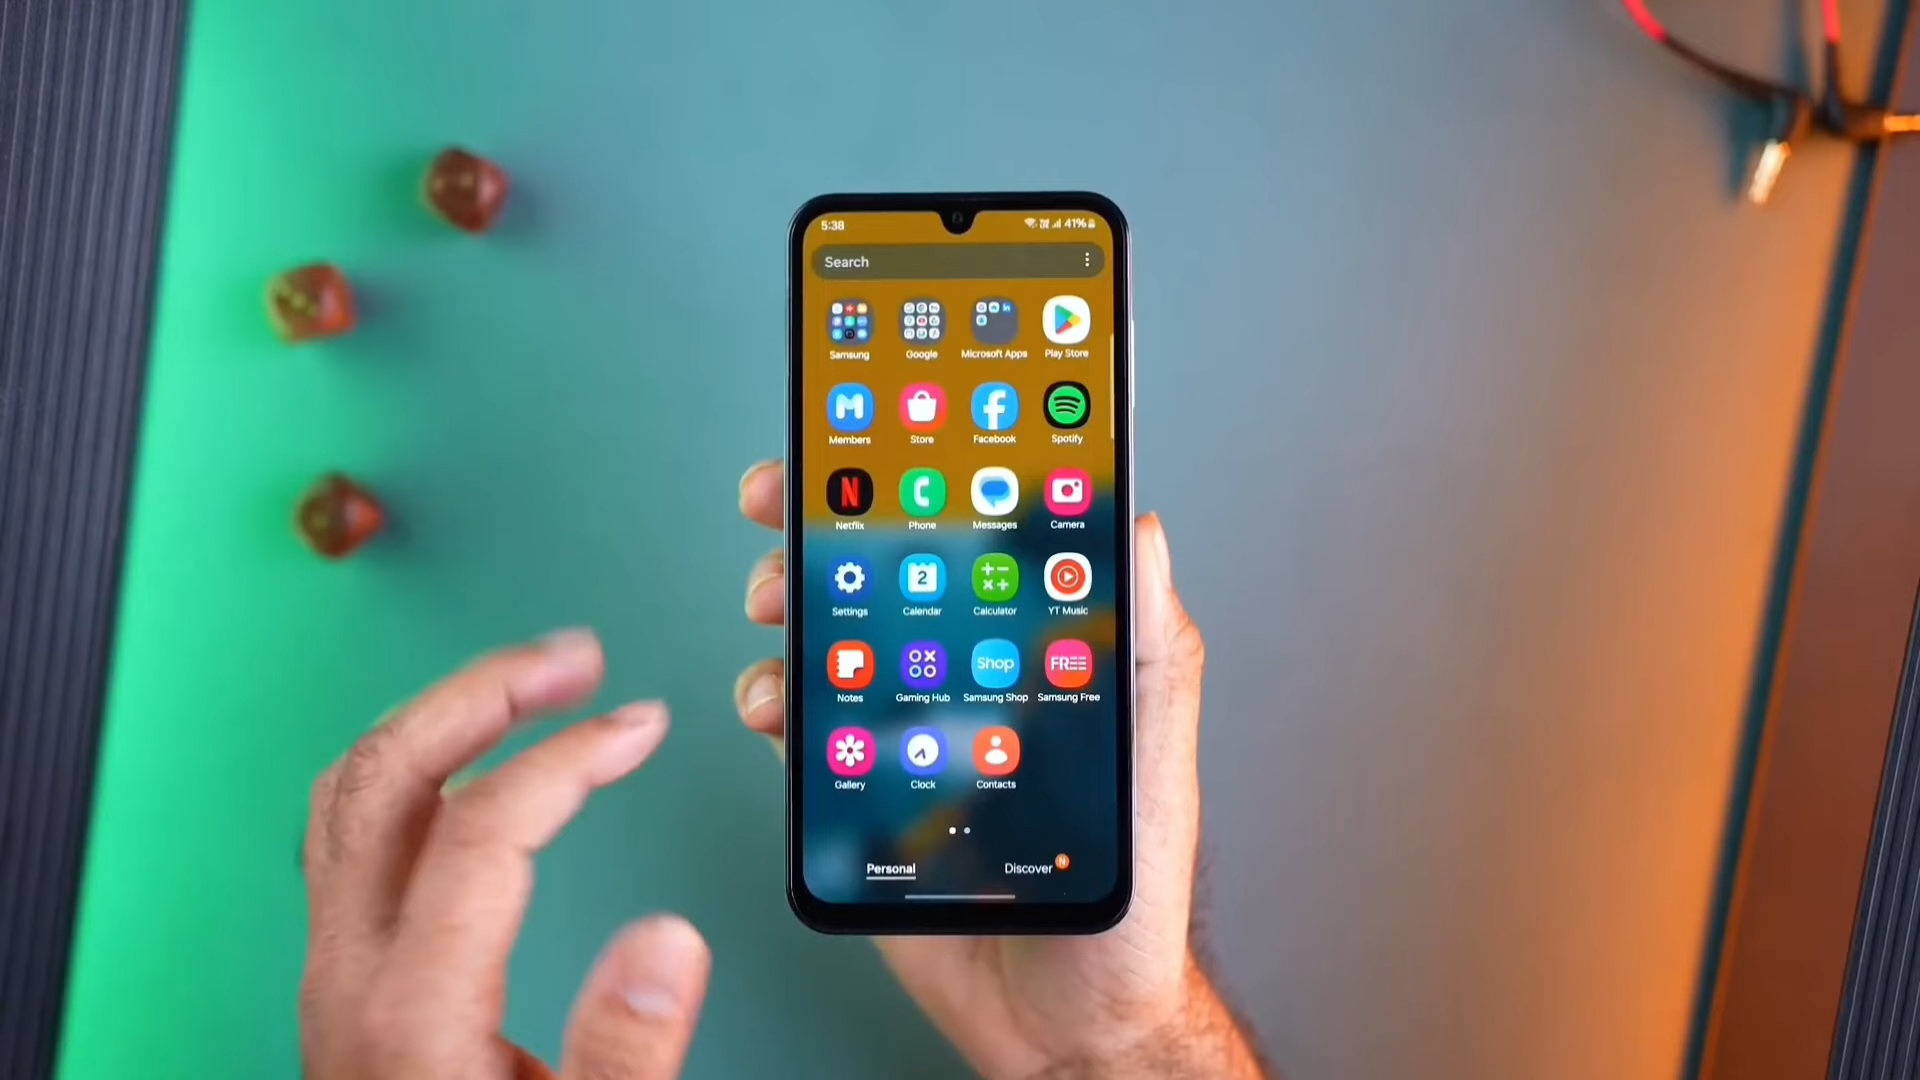 5:38 41%
Search
Samsung Google Microsoft Apps Play Store
Members Store Facebook Spotify
N
Netflix Phone Messages Camera
2
Settings Calendar Calculator YT Music
Shop FREE
Notes Gaming Hub Samsung Shop Samsung Free
Gallery Clock Contacts
Personal Discover N